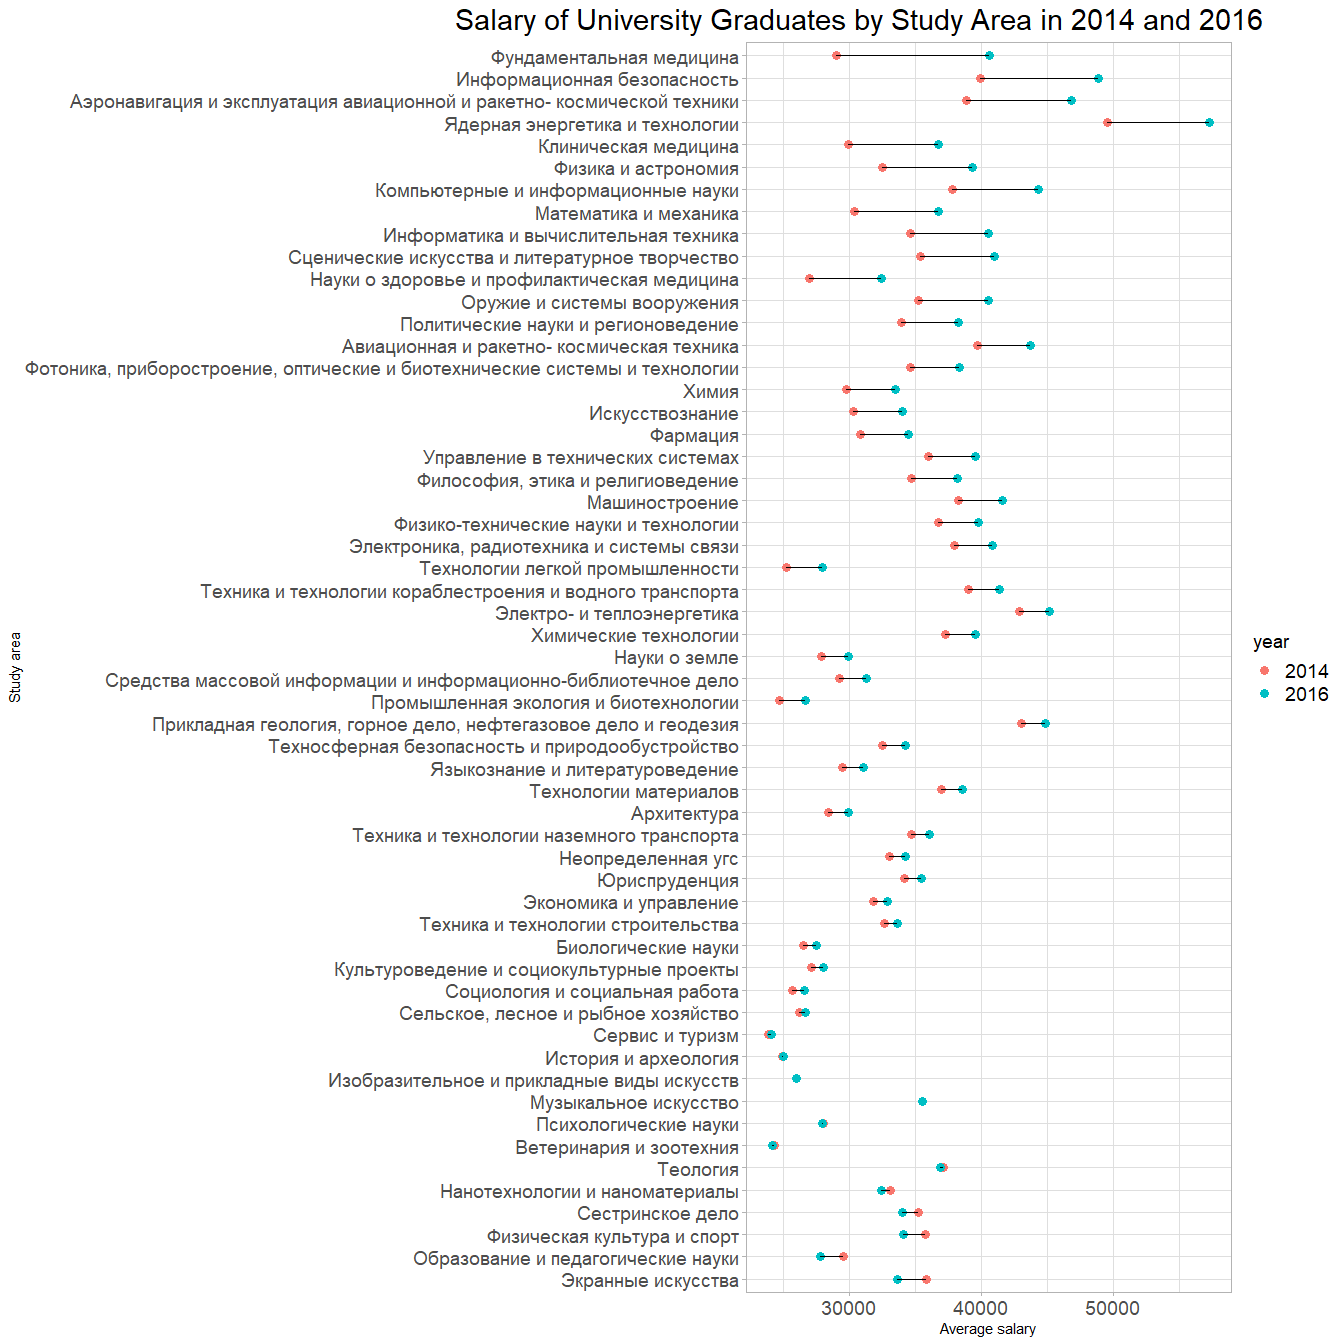 Salary of University Graduates by Study Area in 2014 and 2016
Фундаментальная медицина
Информационная безопасность
Аэронавигация и эксплуатация авиационной и ракетно- космической техники
Ядерная энергетика и технологии
Клиническая медицина
Физика и астрономия
Компьютерные и информационные науки
Математика и механика
Информатика и вычислительная техника
Сценические искусства и литературное творчество
Науки о здоровье и профилактическая медицина
Оружие и системы вооружения
Политические науки и регионоведение
Авиационная и ракетно- космическая техника
Фотоника, приборостроение, оптические и биотехнические системы и технологии
Химия
Искусствознание
Фармация
Управление в технических системах
Философия, этика и религиоведение
Машиностроение
Физико-технические науки и технологии
Электроника, радиотехника и системы связи
Технологии легкой промышленности
Техника и технологии кораблестроения и водного транспорта
Электро- и теплоэнергетика
Химические технологии
Науки о земле
Средства массовой информации и информационно-библиотечное дело
Промышленная экология и биотехнологии
Прикладная геология, горное дело, нефтегазовое дело и геодезия
Техносферная безопасность и природообустройство
Языкознание и литературоведение
Технологии материалов
Архитектура
Техника и технологии наземного транспорта
Неопределенная угс
Юриспруденция
Экономика и управление
Техника и технологии строительства
Биологические науки
Культуроведение и социокультурные проекты
Социология и социальная работа
Сельское, лесное и рыбное хозяйство
Сервис и туризм
История и археология
Изобразительное и прикладные виды искусств
Музыкальное искусство
Психологические науки
Ветеринария и зоотехния
Теология
Нанотехнологии и наноматериалы
Сестринское дело
Физическая культура и спорт
Образование и педагогические науки
Экранные искусства
30000 40000 50000
Average salary
Study area
year
2014
2016